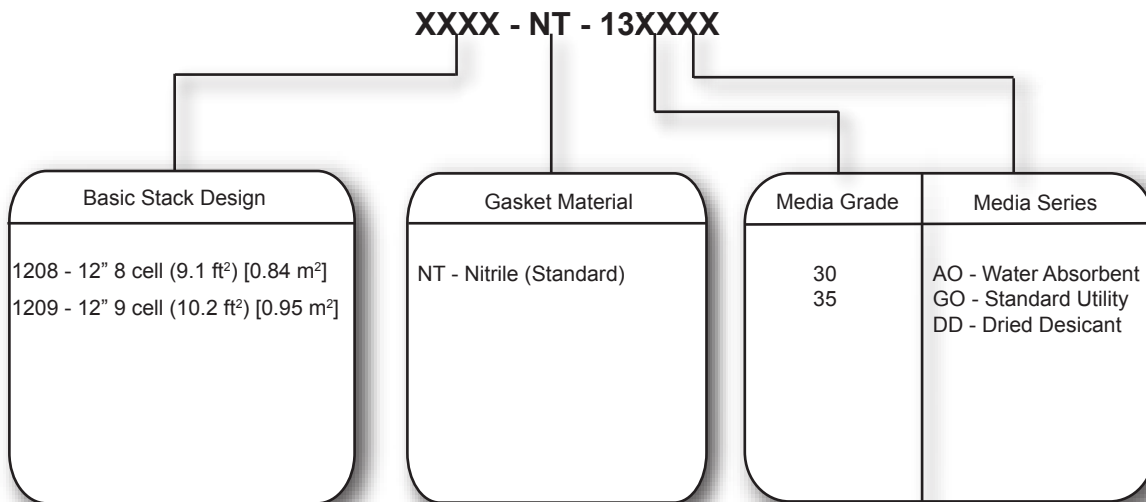 XXXX - NT - 13XXXX
Basic Stack Design
1208 - 12” 8 cell (9.1 ft²) [0.84 m²]
1209 - 12” 9 cell (10.2 ft²) [0.95 m²]
Gasket Material
NT - Nitrile (Standard)
Media Grade
30
35
Media Series
AO - Water Absorbent
GO - Standard Utility
DD - Dried Desicant